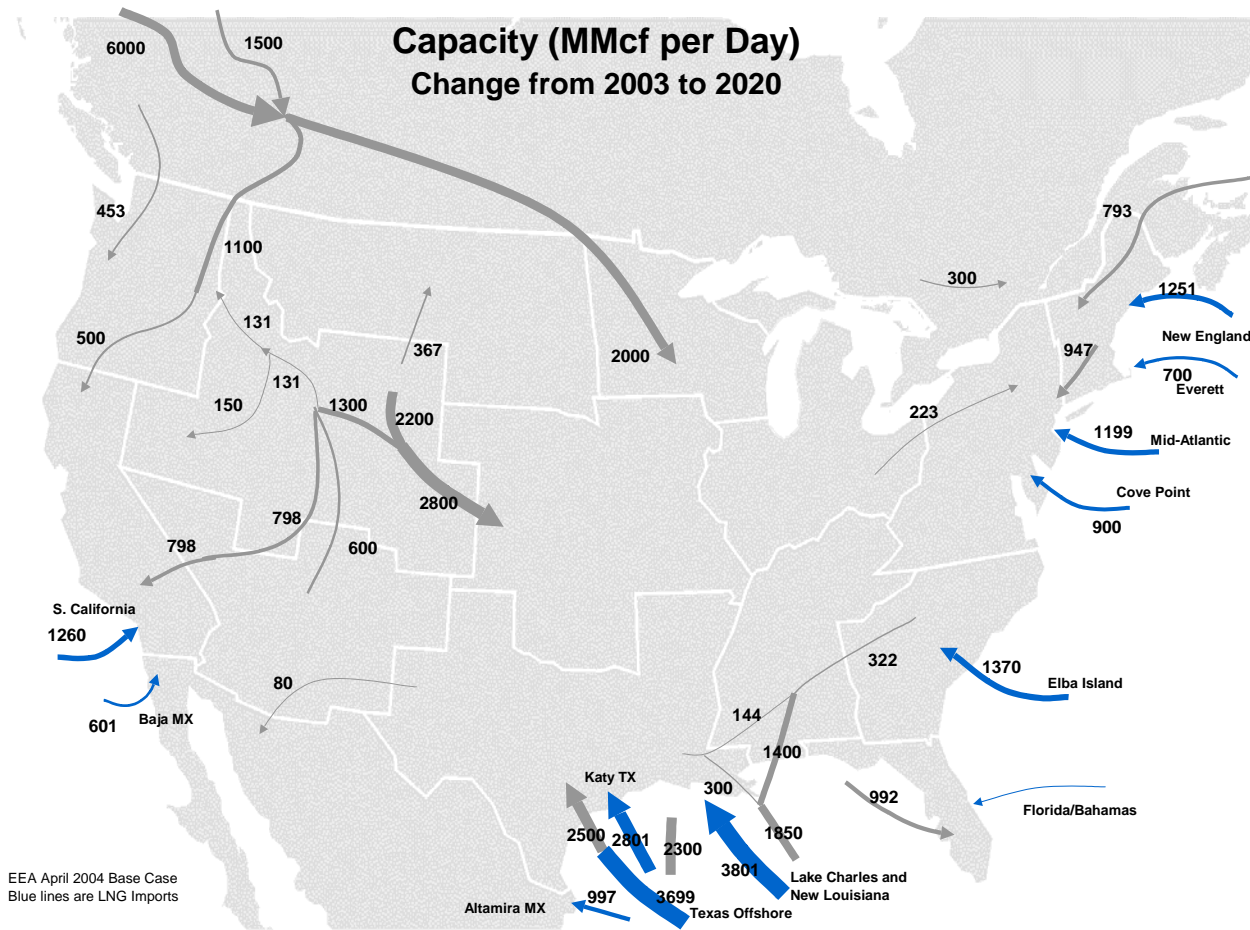 Capacity (MMcf per Day)
Change from 2003 to 2020
6000
1500
453
1100
793
300
1251
New England
500
131
367
2000
947
700
Everett
131
150
1300
2200
223
1199
Mid-Atlantic
2800
Cove Point
900
798
798
600
S. California
1260
322
1370
Elba Island
80
601
Baja MX
144
1400
Katy TX
300
992
Florida/Bahamas
2500
2801
2300
1850
3801
Lake Charles and
New Louisiana
EEA April 2004 Base Case
Blue lines are LNG Imports
Altamira MX
997
3699
Texas Offshore